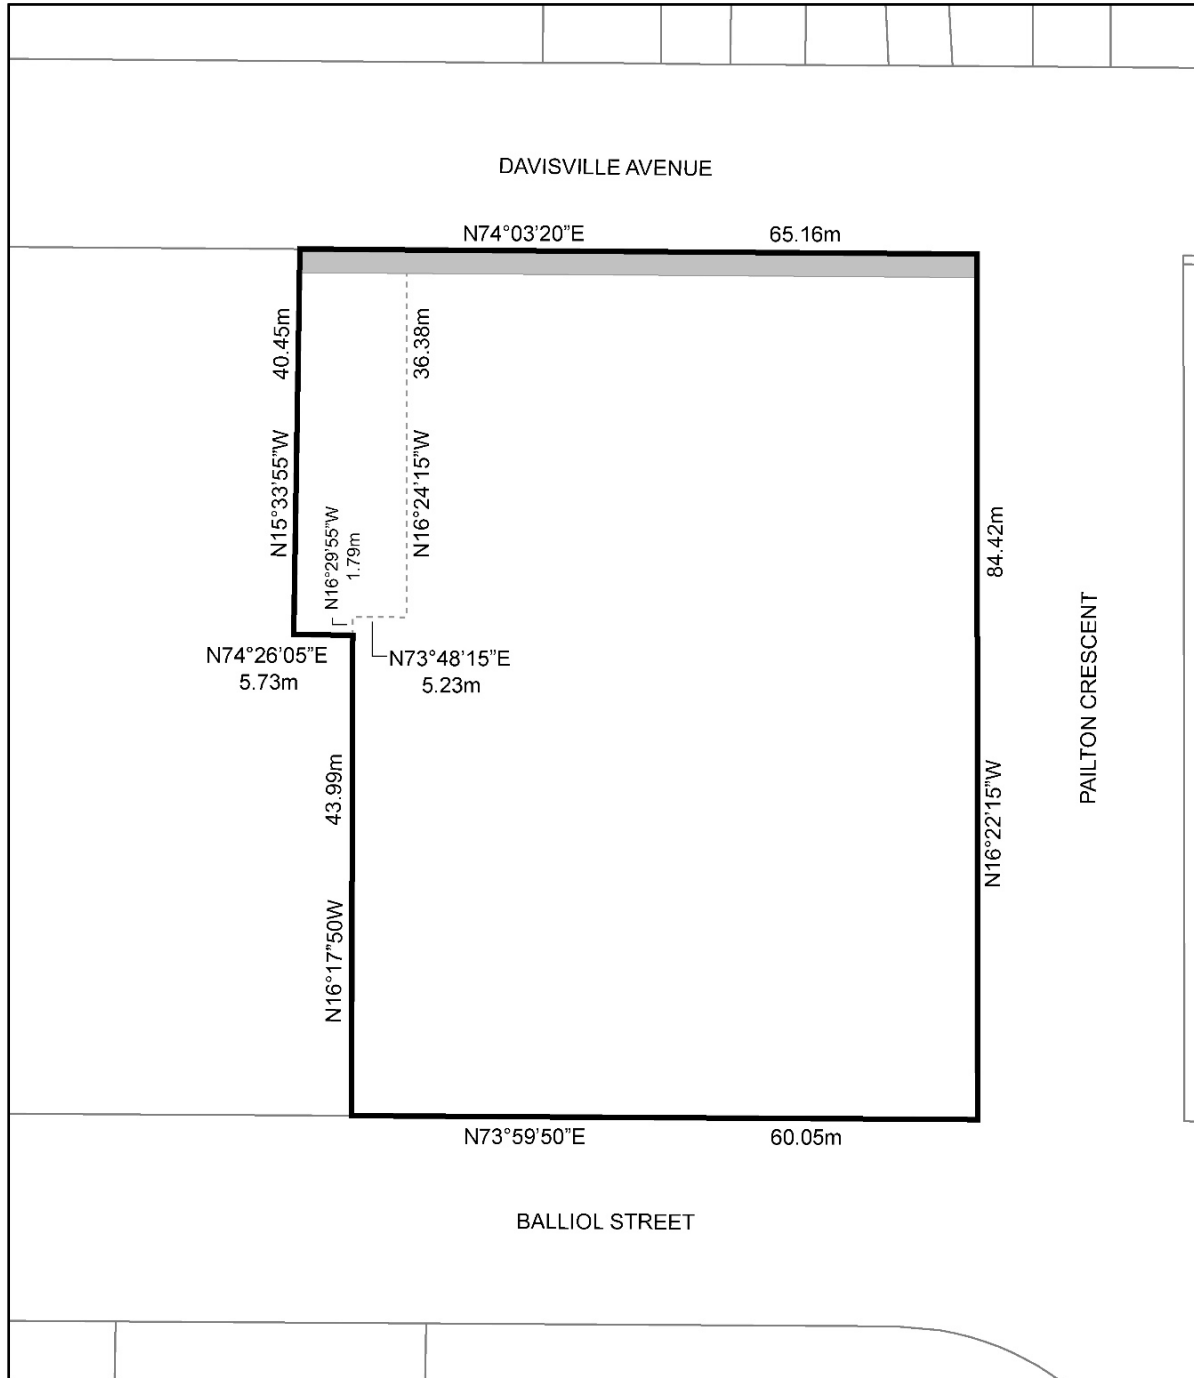 DAVISVILLE AVENUE
N74°03'20"E
65.16m
40.45m
N15°33'55"W
36.38m
N16°24'15"W
N16°29'55"W
1.79m
N74°26'05"E
5.73m
N73°48'15"E
5.23m
84.42m
N16°22'15"W
PAILTON CRESCENT
43.99m
N16°17"50W
N73°59'50"E
60.05m
BALLIOL STREET